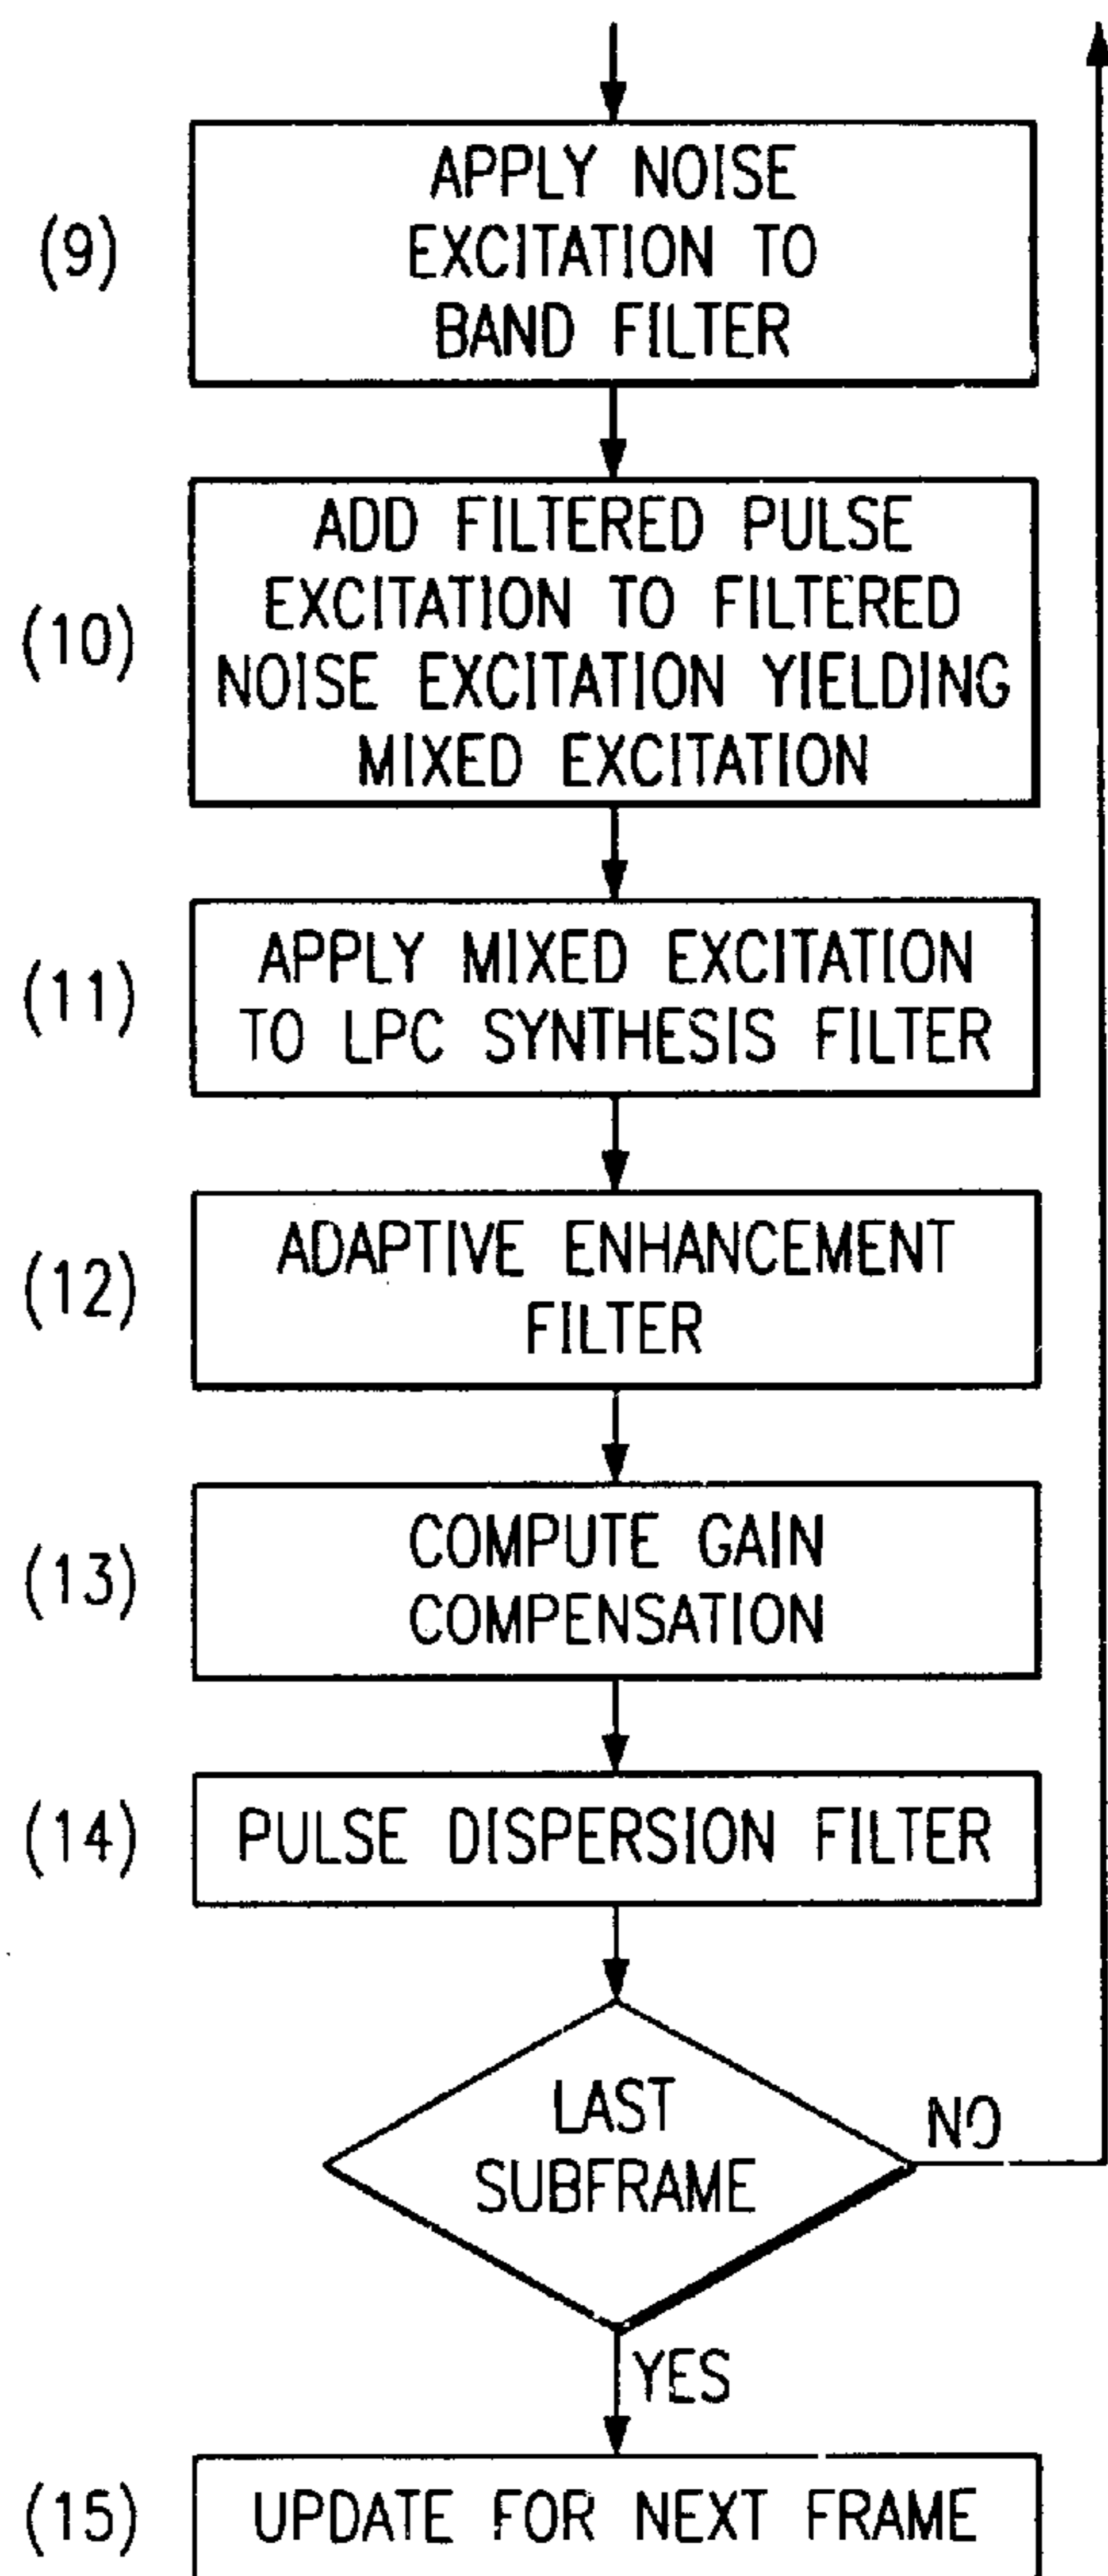 (9)
APPLY NOISE
EXCITATION TO
BAND FILTER
(10)
ADD FILTERED PULSE
EXCITATION TO FILTERED
NOISE EXCITATION YIELDING
MIXED EXCITATION
(11)
APPLY MIXED EXCITATION
TO LPC SYNTHESIS FILTER
(12)
ADAPTIVE ENHANCEMENT
FILTER
(13)
COMPUTE GAIN
COMPENSATION
(14)
PULSE DISPERSION FILTER
LAST
SUBFRAME
NO
YES
(15)
UPDATE FOR NEXT FRAME